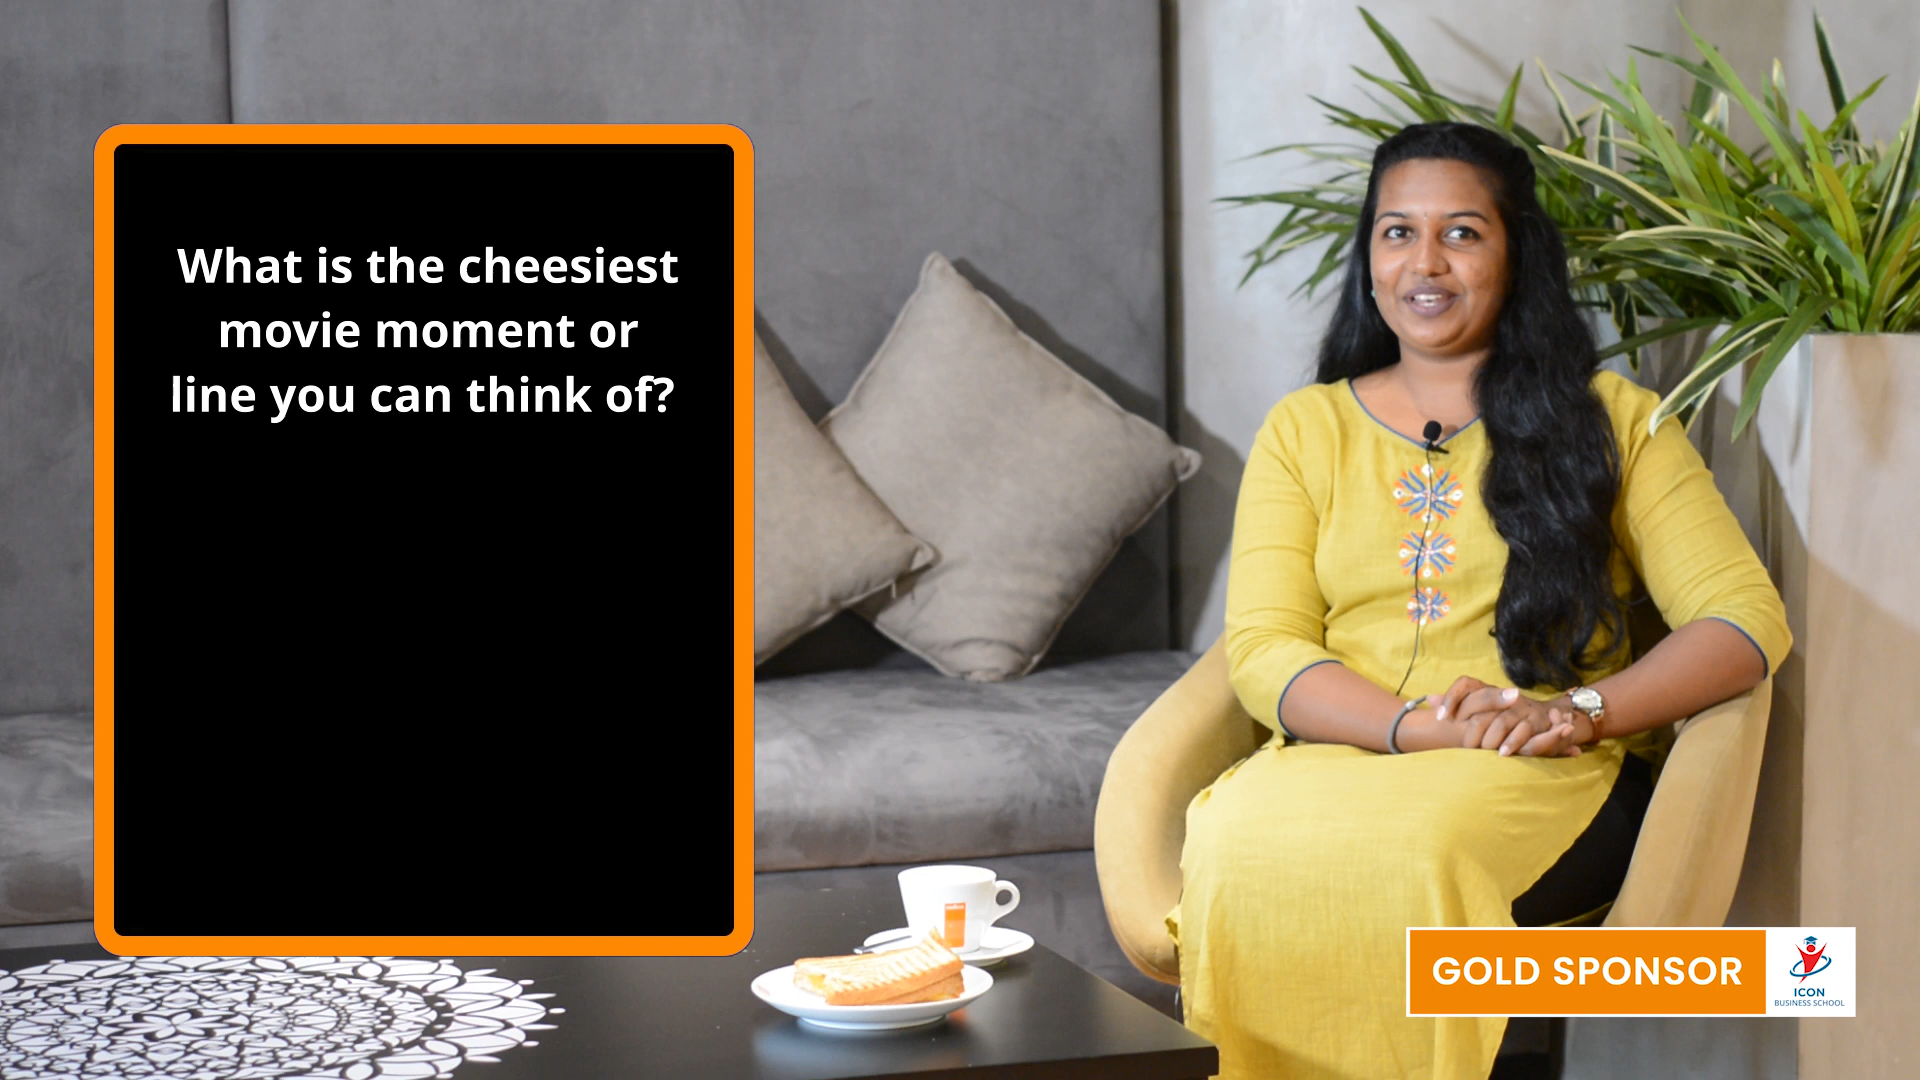 What is the cheesiest
movie moment or
line you can think of?
GOLD SPONSOR
ICON
BUSINESS SCHOOL